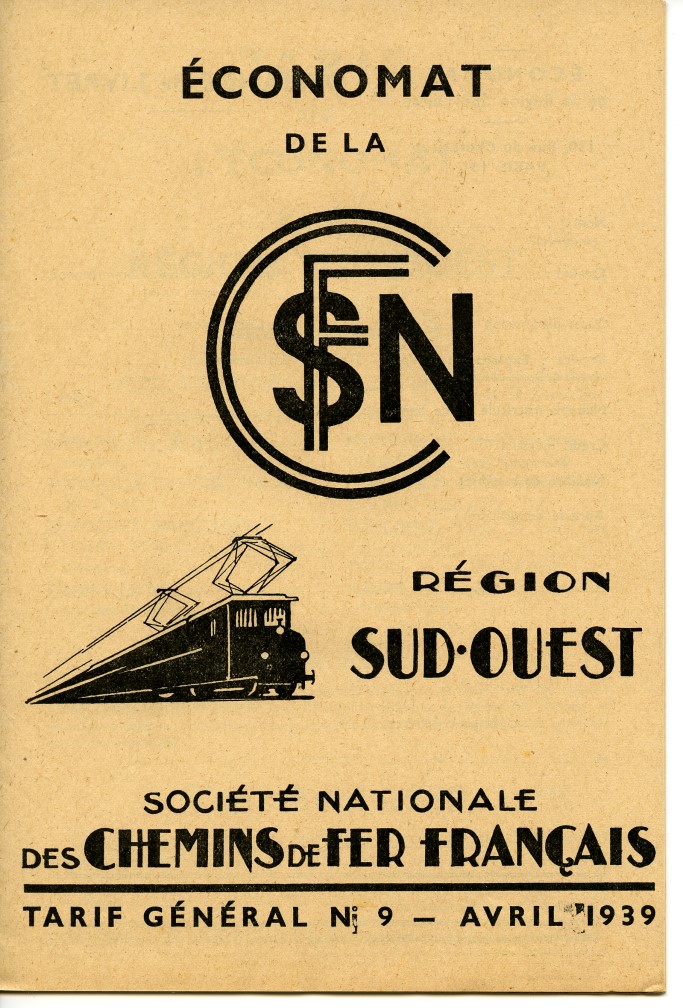 ÉCONOMAT
DE LA
SNCF
RÉGION
SUD·OUEST
SOCIÉTÉ NATIONALE
DES CHEMINS DE FER FRANÇAIS
TARIF GÉNÉRAL N° 9 — AVRIL 1939